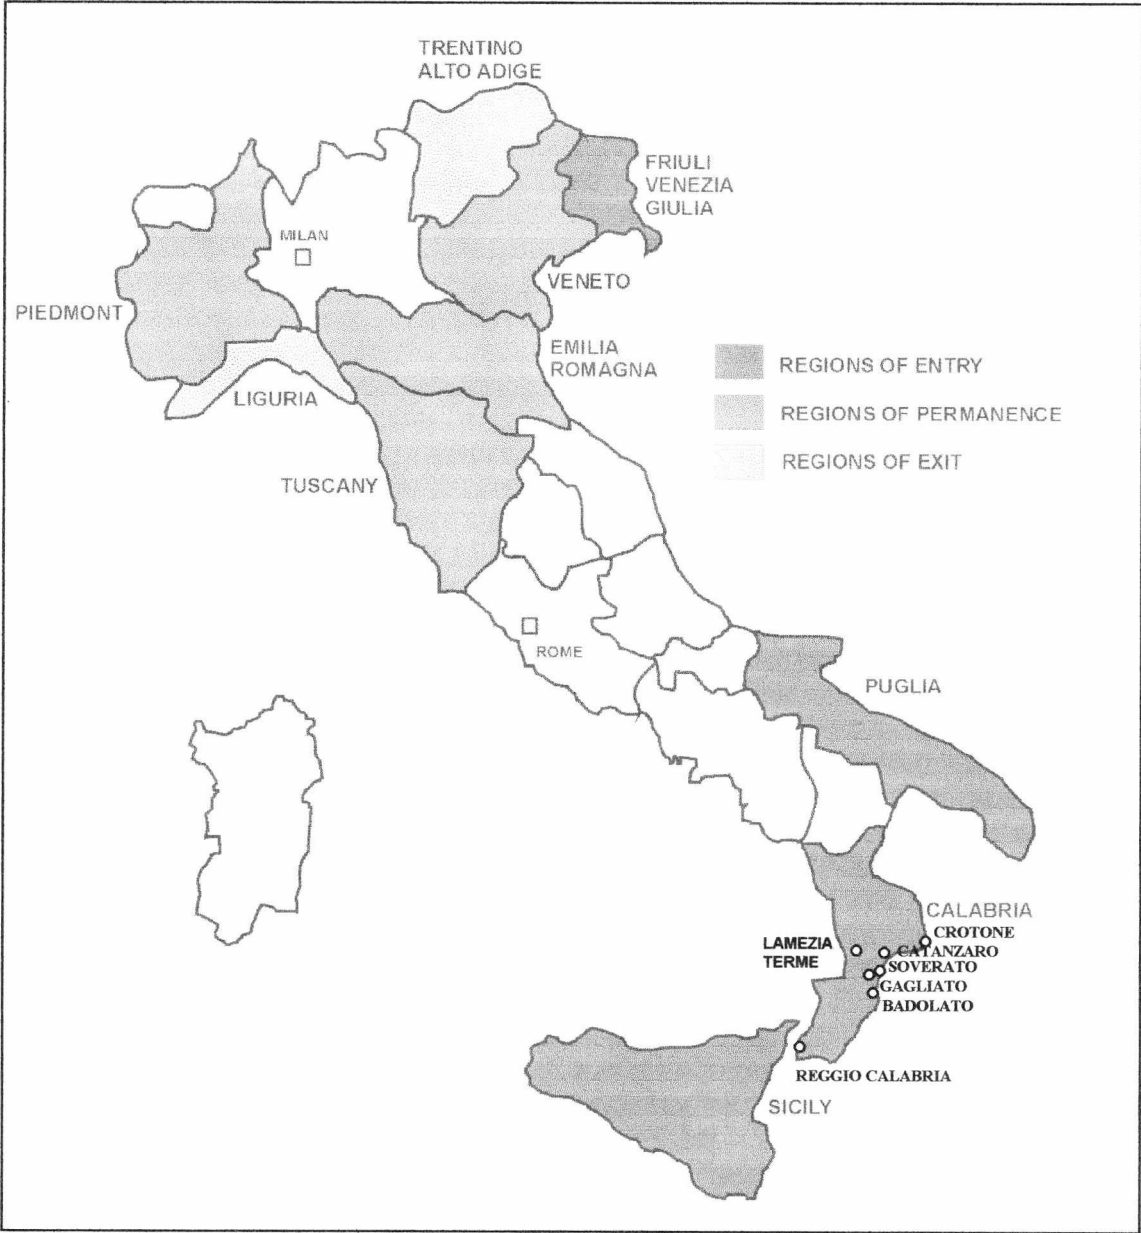 TRENTINO
ALTO ADIGE
FRIULI
VENEZIA
GIULIA
MILAN
VENETO
PIEDMONT
EMILIA
ROMAGNA
REGIONS OF ENTRY
LIGURIA
REGIONS OF PERMANENCE
REGIONS OF EXIT
TUSCANY
ROME
PUGLIA
CALABRIA
CROTONE
LAMEZIA
TERME
CATANZARO
SOVERATO
GAGLIATO
BADOLATO
REGGIO CALABRIA
SICILY